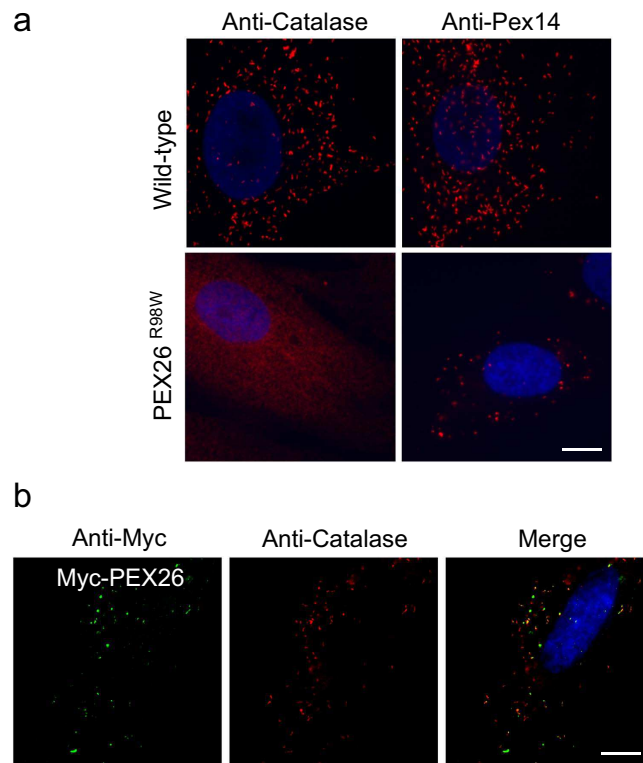 a
Anti-Catalase
Anti-Pex14
Wild-type
PEX26 R98W
b
Anti-Myc
Anti-Catalase
Merge
Myc-PEX26